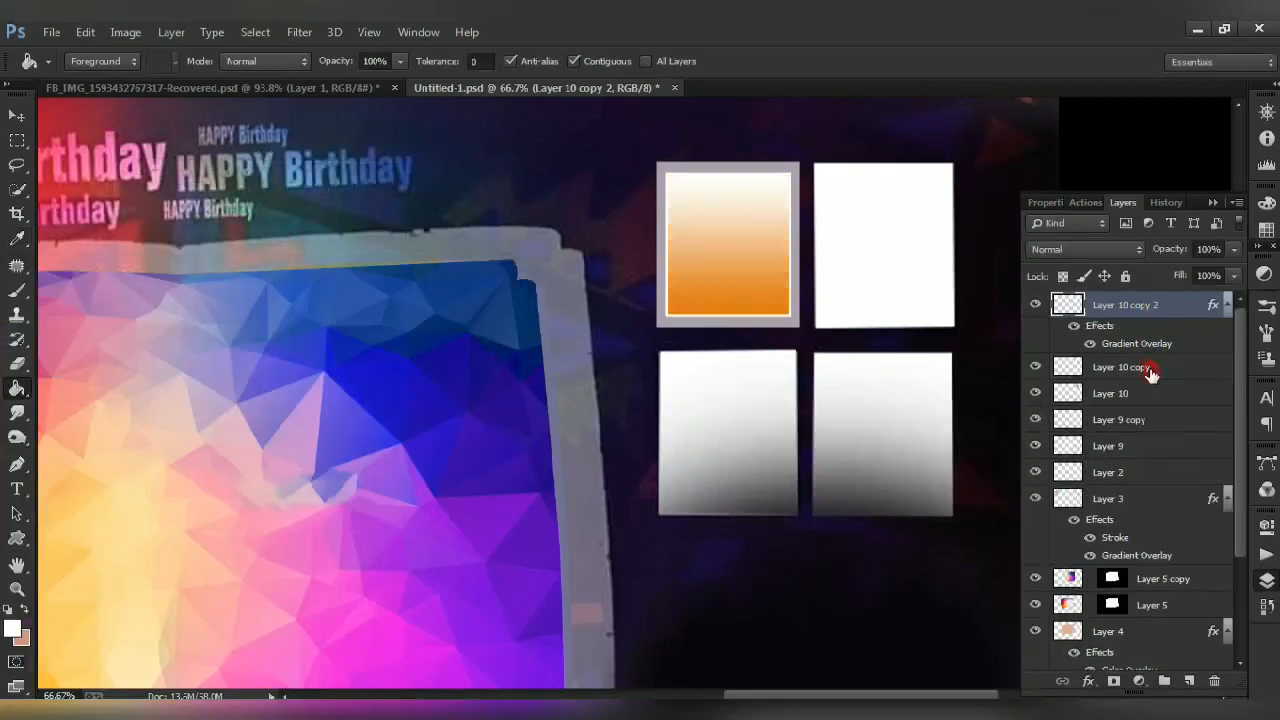 Ps File Edit Image Layer Type Select Filter 3D View Window Help
Foreground Mode: Normal Opacity: 100% Tolerance: 0 Anti-alias Contiguous All Layers Essentials
FB_IMG_1593432767317-Recovered.psd @ 93.8% (Layer 1, RGB/8#) * × Untitled-1.psd @ 66.7% (Layer 10 copy 2, RGB/8) * ×
HAPPY Birthday
rthday HAPPY Birthday
rthday HAPPY Birthday
Properti Actions Layers History
Kind
Normal Opacity: 100%
Lock: Fill: 100%
Layer 10 copy 2 fx
Effects
Gradient Overlay
Layer 10 copy
Layer 10
Layer 9 copy
Layer 9
Layer 2
Layer 3 fx
Effects
Stroke
Gradient Overlay
Layer 5 copy
Layer 5
Layer 4 fx
Effects
66.67% Doc: 13.5M/58.0M